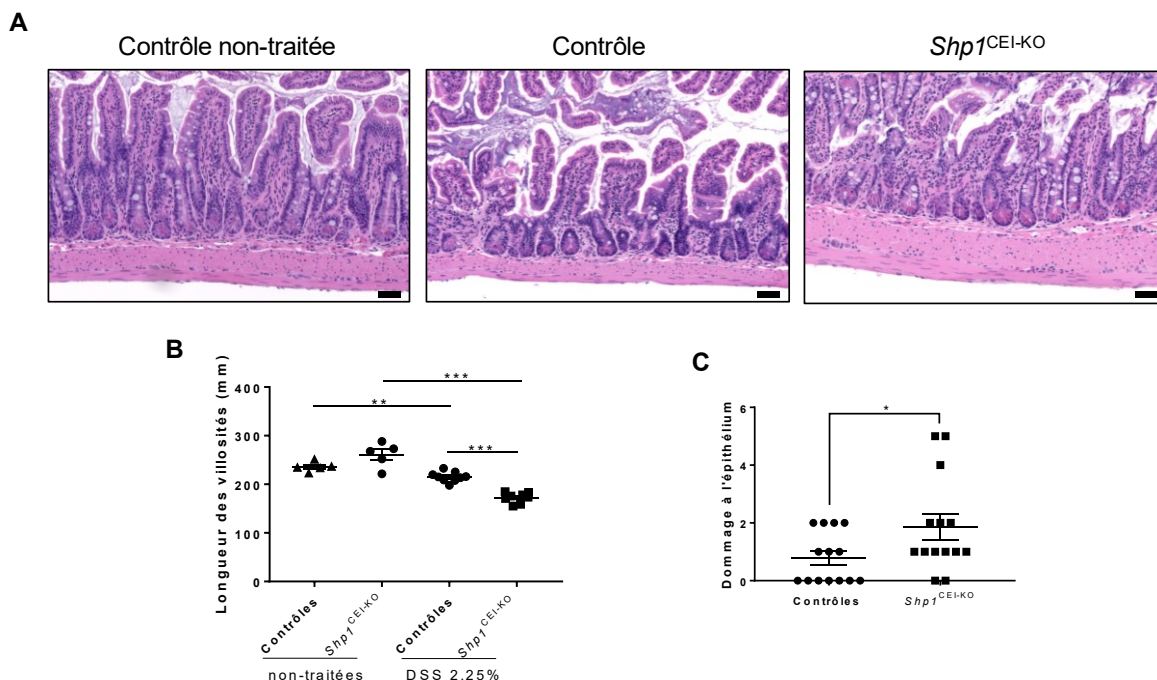 A
Contrôle non-traitée
Contrôle
Shp1CEI-KO
B
Longueur des villosités (mm)
400
300
200
100
0
***
**
***
Contrôles
Shp1CEI-KO
Contrôles
Shp1CEI-KO
non-traitées
DSS 2.25%
C
Dommage à l'épithélium
6
4
2
0
*
Contrôles
Shp1CEI-KO